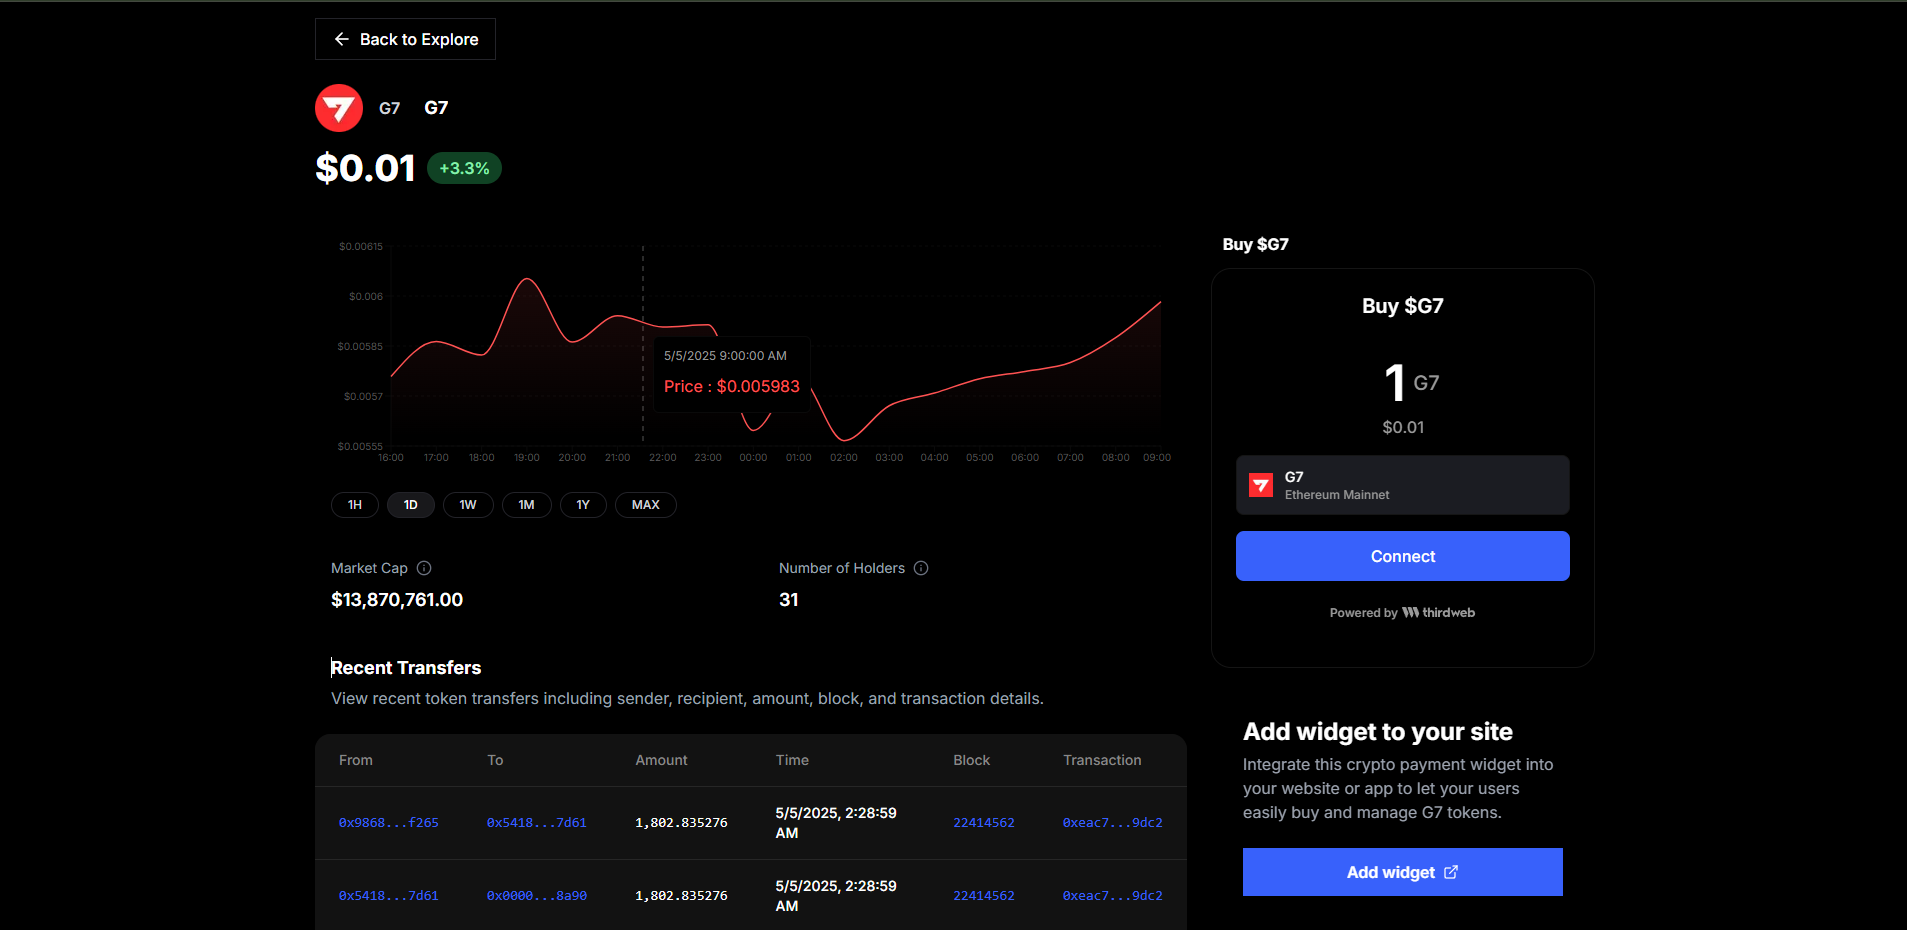 Back to Explore
G7 G7
$0.01 +3.3%
$0.00615
$0.006
$0.00585
$0.0057
$0.00555
16:00 17:00 18:00 19:00 20:00 21:00 22:00 23:00 00:00 01:00 02:00 03:00 04:00 05:00 06:00 07:00 08:00 09:00
5/5/2025 9:00:00 AM
Price : $0.005983
1H 1D 1W 1M 1Y MAX
Market Cap
$13,870,761.00
Number of Holders
31
Recent Transfers
View recent token transfers including sender, recipient, amount, block, and transaction details.
From To Amount Time Block Transaction
0x9868...f265 0x5418...7d61 1,802.835276 5/5/2025, 2:28:59 AM 22414562 0xeac7...9dc2
0x5418...7d61 0x0000...8a90 1,802.835276 5/5/2025, 2:28:59 AM 22414562 0xeac7...9dc2
Buy $G7
Buy $G7
1 G7
$0.01
G7
Ethereum Mainnet
Connect
Powered by thirdweb
Add widget to your site
Integrate this crypto payment widget into
your website or app to let your users
easily buy and manage G7 tokens.
Add widget